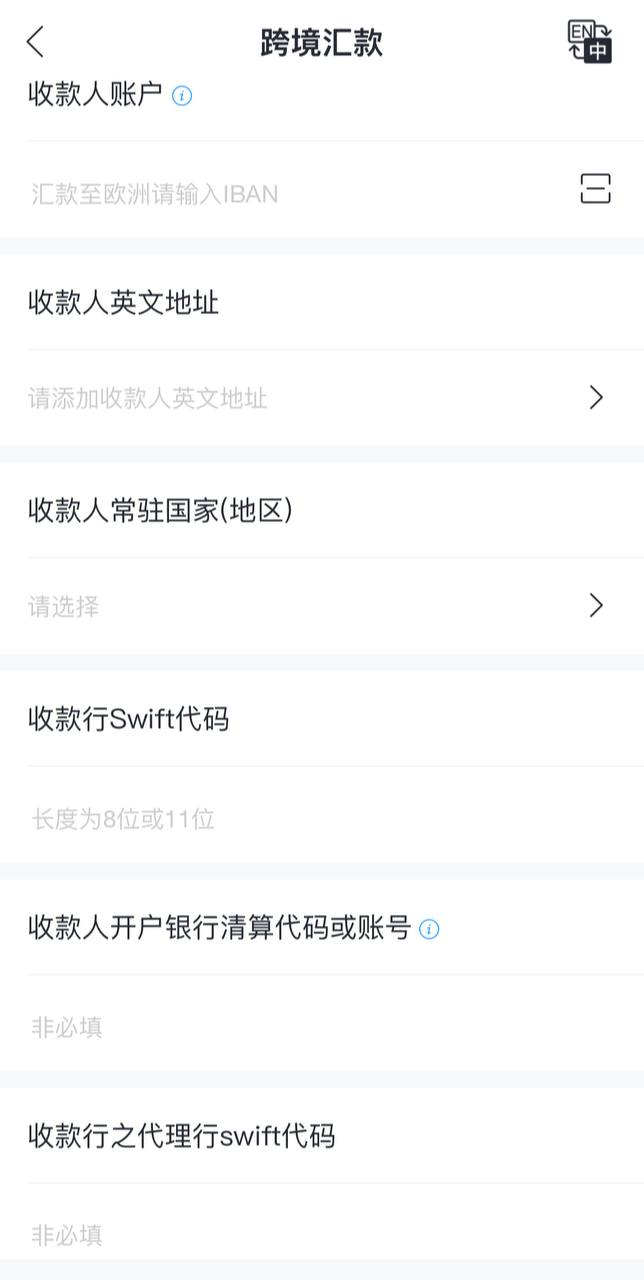 跨境汇款
EN
中
收款人账户
汇款至欧洲请输入IBAN
收款人英文地址
请添加收款人英文地址
收款人常驻国家(地区)
请选择
收款行Swift代码
长度为8位或11位
收款人开户银行清算代码或账号
非必填
收款行之代理行swift代码
非必填